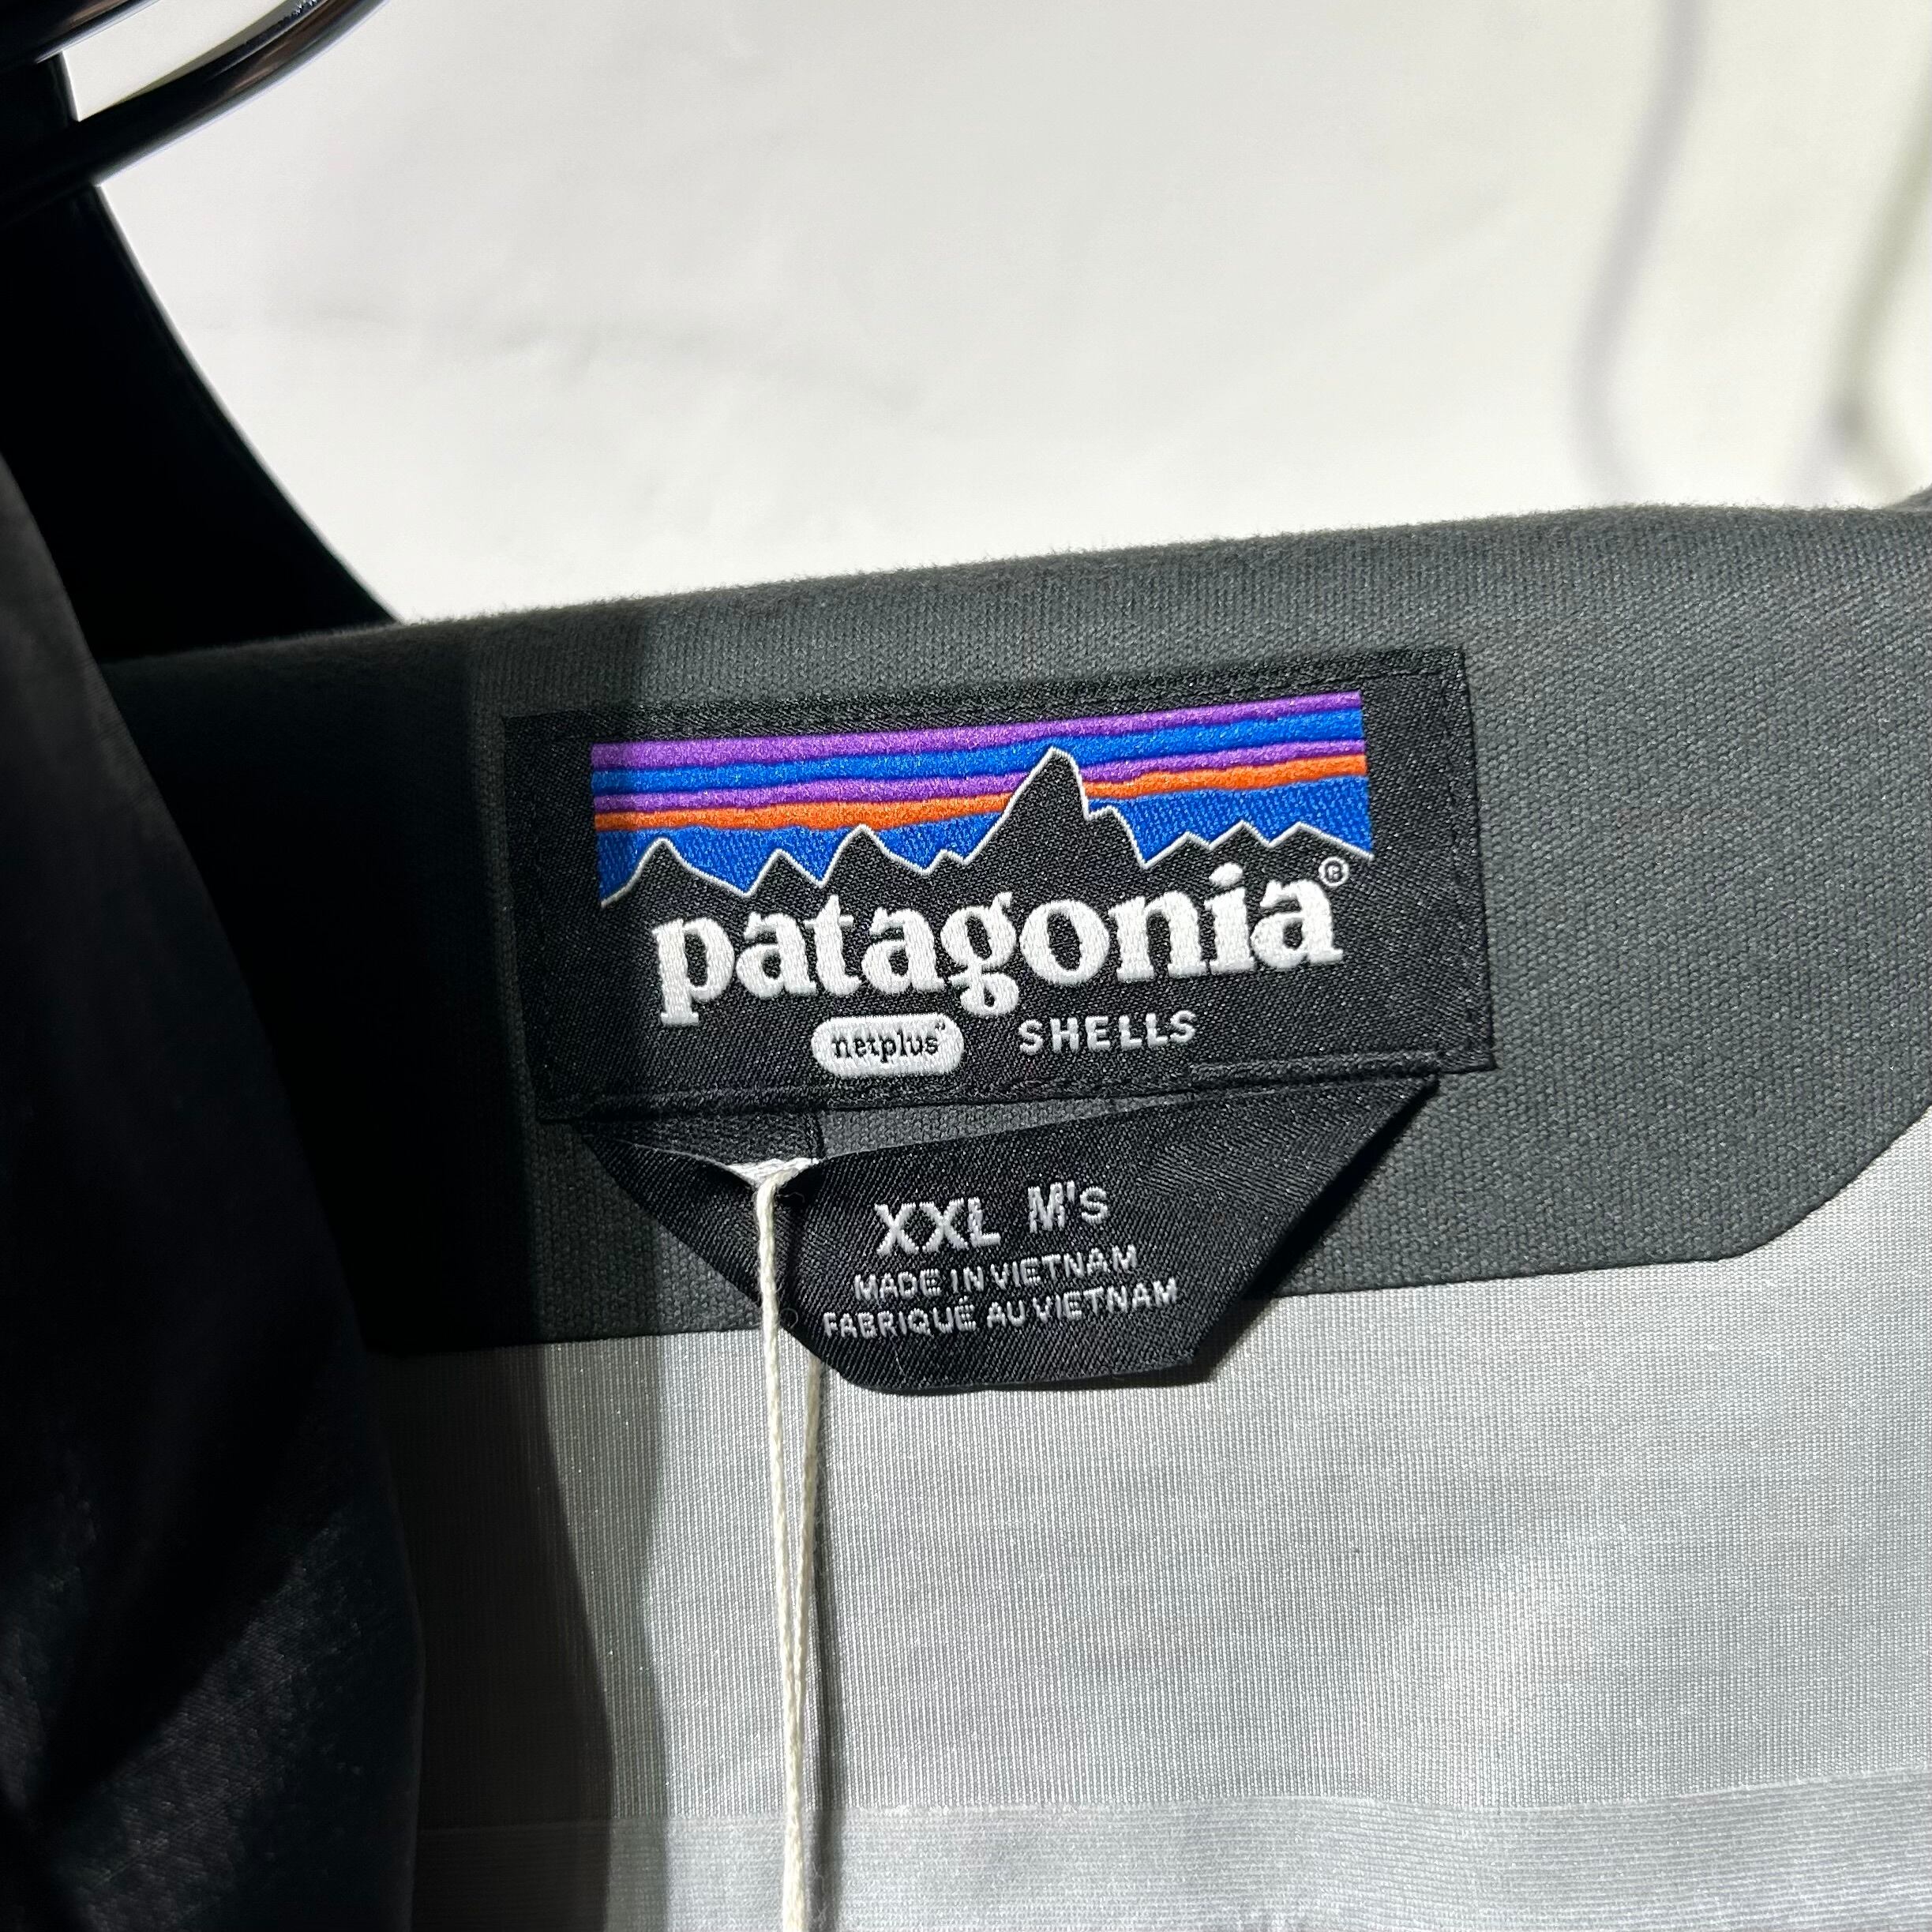 patagonia®
netplus® SHELLS
XXL M's
MADE IN VIETNAM
FABRIQUÉ AU VIETNAM